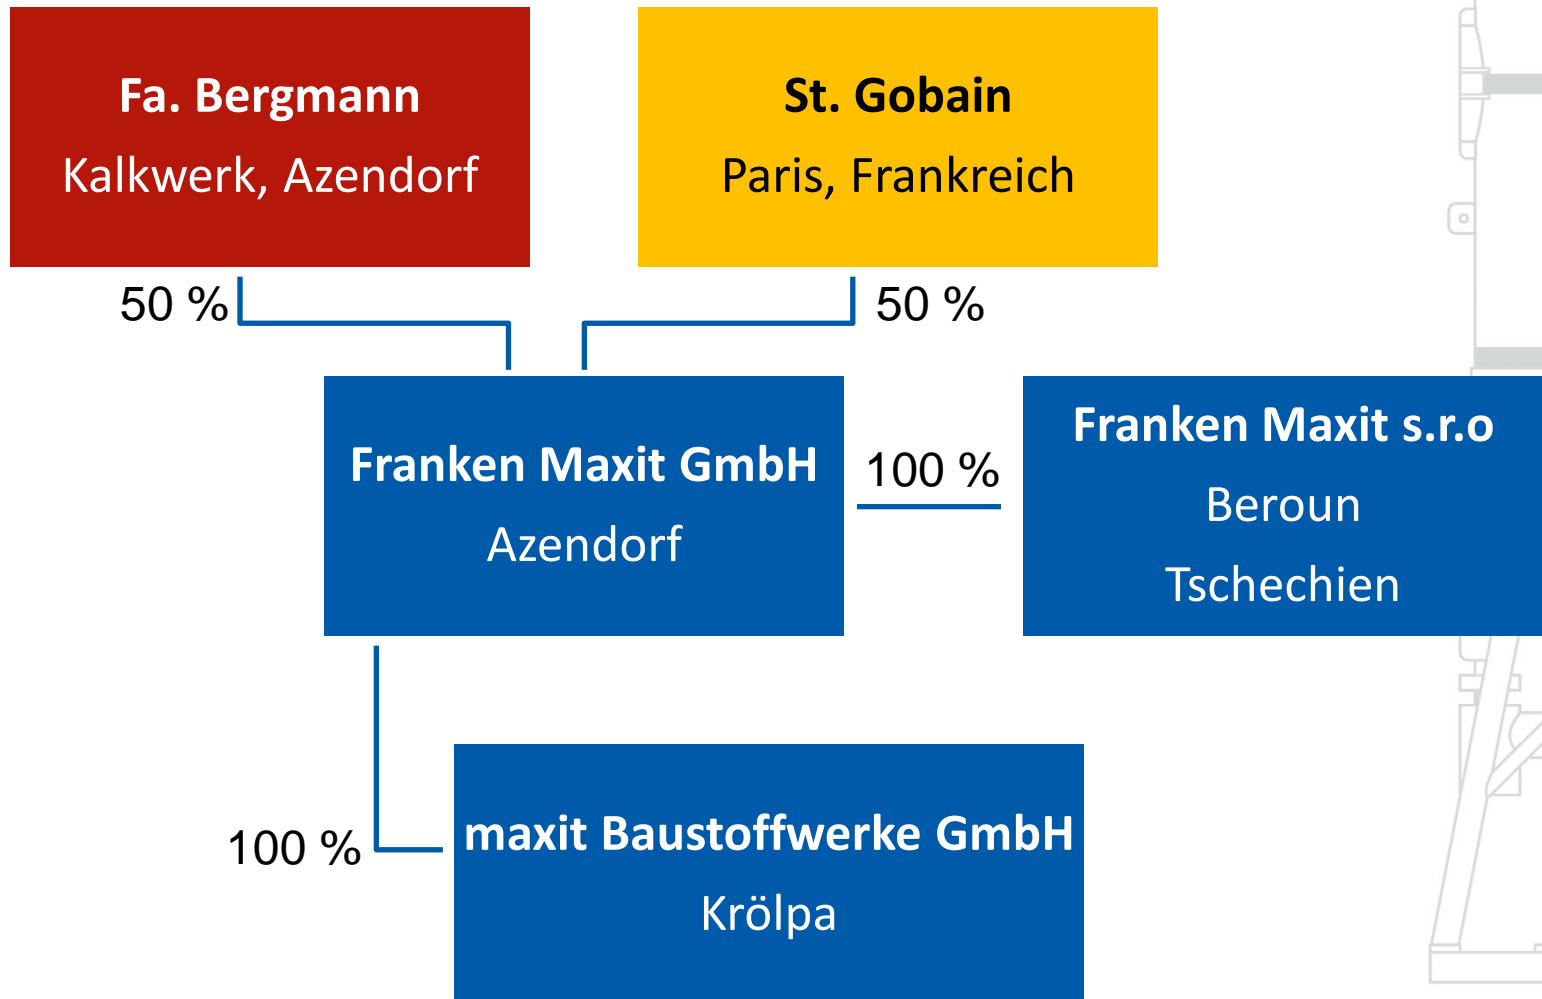 Fa. Bergmann
Kalkwerk, Azendorf
St. Gobain
Paris, Frankreich
50 %
50 %
Franken Maxit GmbH
Azendorf
100 %
Franken Maxit s.r.o
Beroun
Tschechien
100 %
maxit Baustoffwerke GmbH
Krölpa